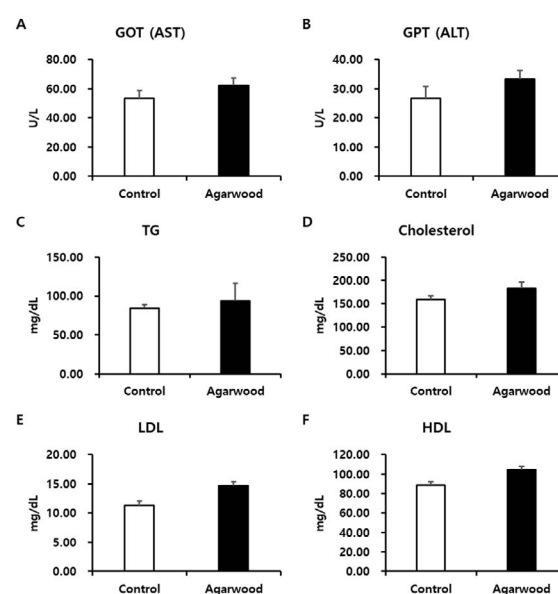 A
GOT (AST)
80.00
60.00
40.00
20.00
0.00
U/L
Control Agarwood
B
GPT (ALT)
40.00
30.00
20.00
10.00
0.00
U/L
Control Agarwood
C
TG
150.00
100.00
50.00
0.00
mg/dL
Control Agarwood
D
Cholesterol
250.00
200.00
150.00
100.00
50.00
0.00
mg/dL
Control Agarwood
E
LDL
20.00
15.00
10.00
5.00
0.00
mg/dL
Control Agarwood
F
HDL
120.00
100.00
80.00
60.00
40.00
20.00
0.00
mg/dL
Control Agarwood